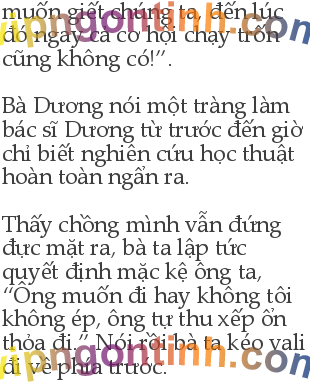 muốn giết chúng ta, đến lúc
đó ngay cả cơ hội chạy trốn
cũng không có!”.
Bà Dương nói một tràng làm
bác sĩ Dương từ trước đến giờ
chỉ biết nghiên cứu học thuật
hoàn toàn ngẩn ra.
Thấy chồng mình vẫn đứng
đực mặt ra, bà ta lập tức
quyết định mặc kệ ông ta,
“Ông muốn đi hay không tôi
không ép, ông tự thu xếp ổn
thỏa đi.” Nói rồi bà ta kéo vali
đi về phía trước.
vipngontinh.com
vipngontinh.com